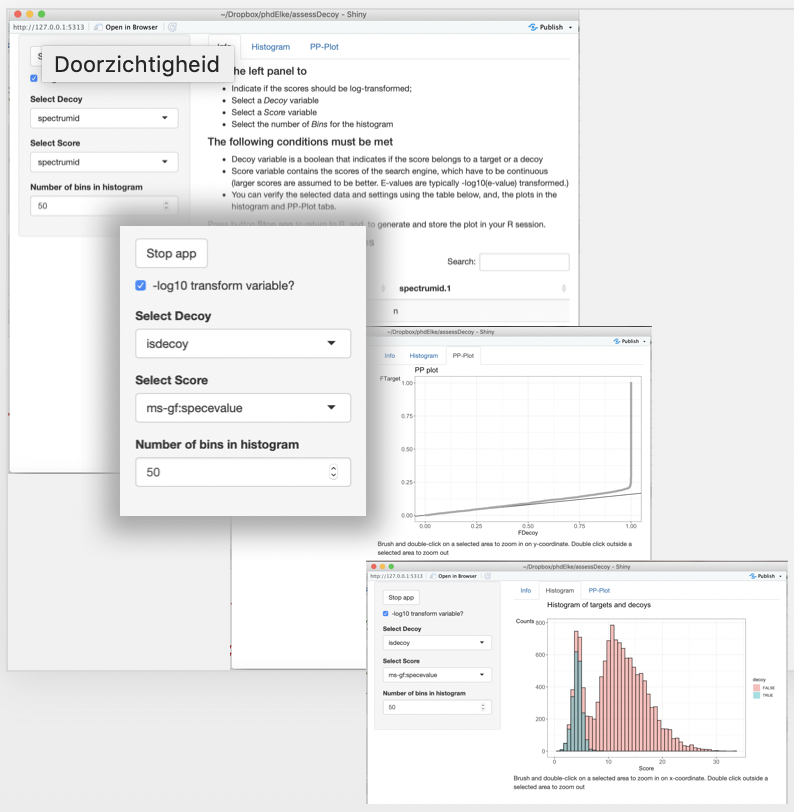 ~/Dropbox/phdElke/assessDecoy - Shiny
http://127.0.0.1:5313 Open in Browser Publish
Info Histogram PP-Plot
Doorzichtigheid
he left panel to
Indicate if the scores should be log-transformed;
Select a Decoy variable
Select a Score variable
Select the number of Bins for the histogram
The following conditions must be met
Decoy variable is a boolean that indicates if the score belongs to a target or a decoy
Score variable contains the scores of the search engine, which have to be continuous
(larger scores are assumed to be better. E-values are typically -log10(e-value) transformed.)
You can verify the selected data and settings using the table below, and, the plots in the
histogram and PP-Plot tabs.
Press button Stop app to return to R and to generate and store the plot in your R session.
Search:
spectrumid.1
n
Select Decoy
spectrumid
Select Score
spectrumid
Number of bins in histogram
50
Stop app
-log10 transform variable?
Select Decoy
isdecoy
Select Score
ms-gf:specevalue
Number of bins in histogram
50
~/Dropbox/phdElke/assessDecoy - Shiny
Publish
Info Histogram PP-Plot
PP plot
FTarget
1.00
0.75
0.50
0.25
0.00
0.00 0.25 0.50 0.75 1.00
FDecoy
Brush and double-click on a selected area to zoom in on y-coordinate. Double click outside a
selected area to zoom out
~/Dropbox/phdElke/assessDecoy - Shiny
http://127.0.0.1:5313 Open in Browser Publish
Stop app
-log10 transform variable?
Select Decoy
isdecoy
Select Score
ms-gf:specevalue
Number of bins in histogram
50
Info Histogram PP-Plot
Histogram of targets and decoys
Counts
800
600
400
200
0
0 10 20 30
Score
decoy
FALSE
TRUE
Brush and double-click on a selected area to zoom in on x-coordinate. Double click outside a
selected area to zoom out